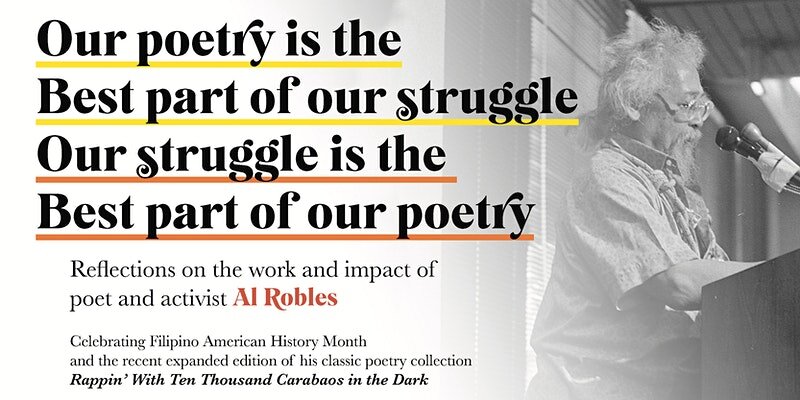 Our poetry is the
Best part of our struggle
Our struggle is the
Best part of our poetry
Reflections on the work and impact of
poet and activist Al Robles
Celebrating Filipino American History Month
and the recent expanded edition of his classic poetry collection
Rappin’ With Ten Thousand Carabaos in the Dark